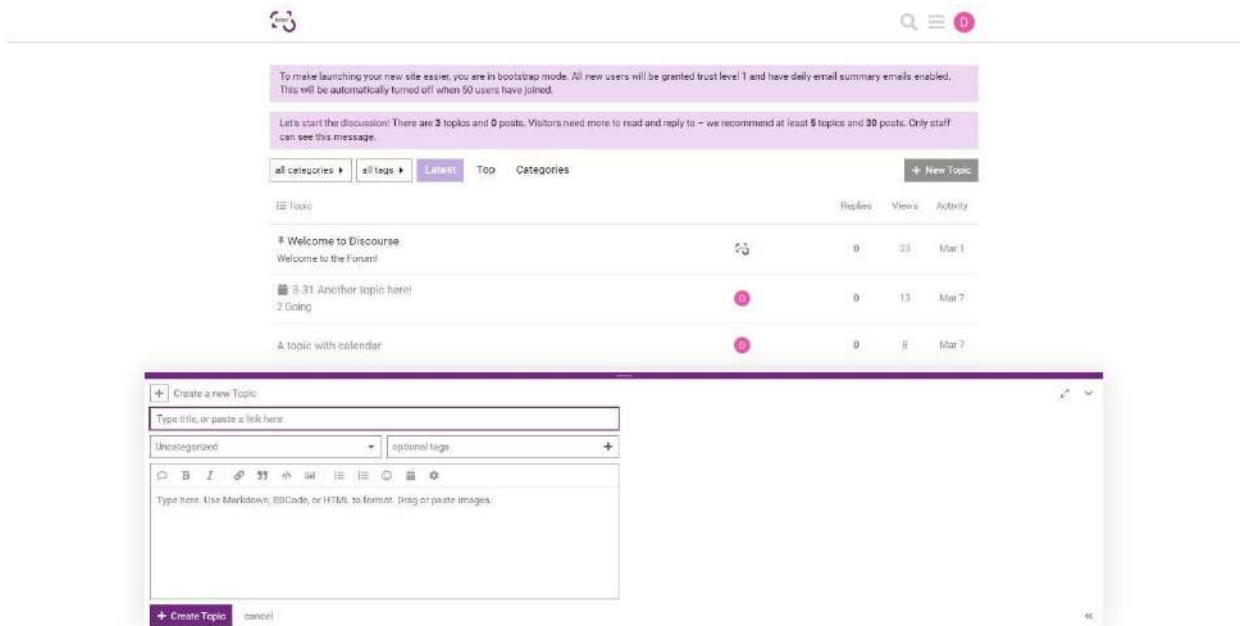 D
To make launching your new site easier, you are in bootstrap mode. All new users will be granted trust level 1 and have daily email summary emails enabled.
This will be automatically turned off when 50 users have joined.
Let's start the discussion! There are 3 topics and 0 posts. Visitors need more to read and reply to – we recommend at least 5 topics and 30 posts. Only staff
can see this message.
all categories all tags Latest Top Categories + New Topic
Topic Replies Views Activity
Welcome to Discourse
Welcome to the Forum!
0 23 Mar 1
3-31 Another topic here!
2 Going
D 0 13 Mar 7
A topic with calendar D 0 8 Mar 7
+ Create a new Topic
Type title, or paste a link here
Uncategorized optional tags +
B I
Type here. Use Markdown, BBCode, or HTML to format. Drag or paste images.
+ Create Topic cancel